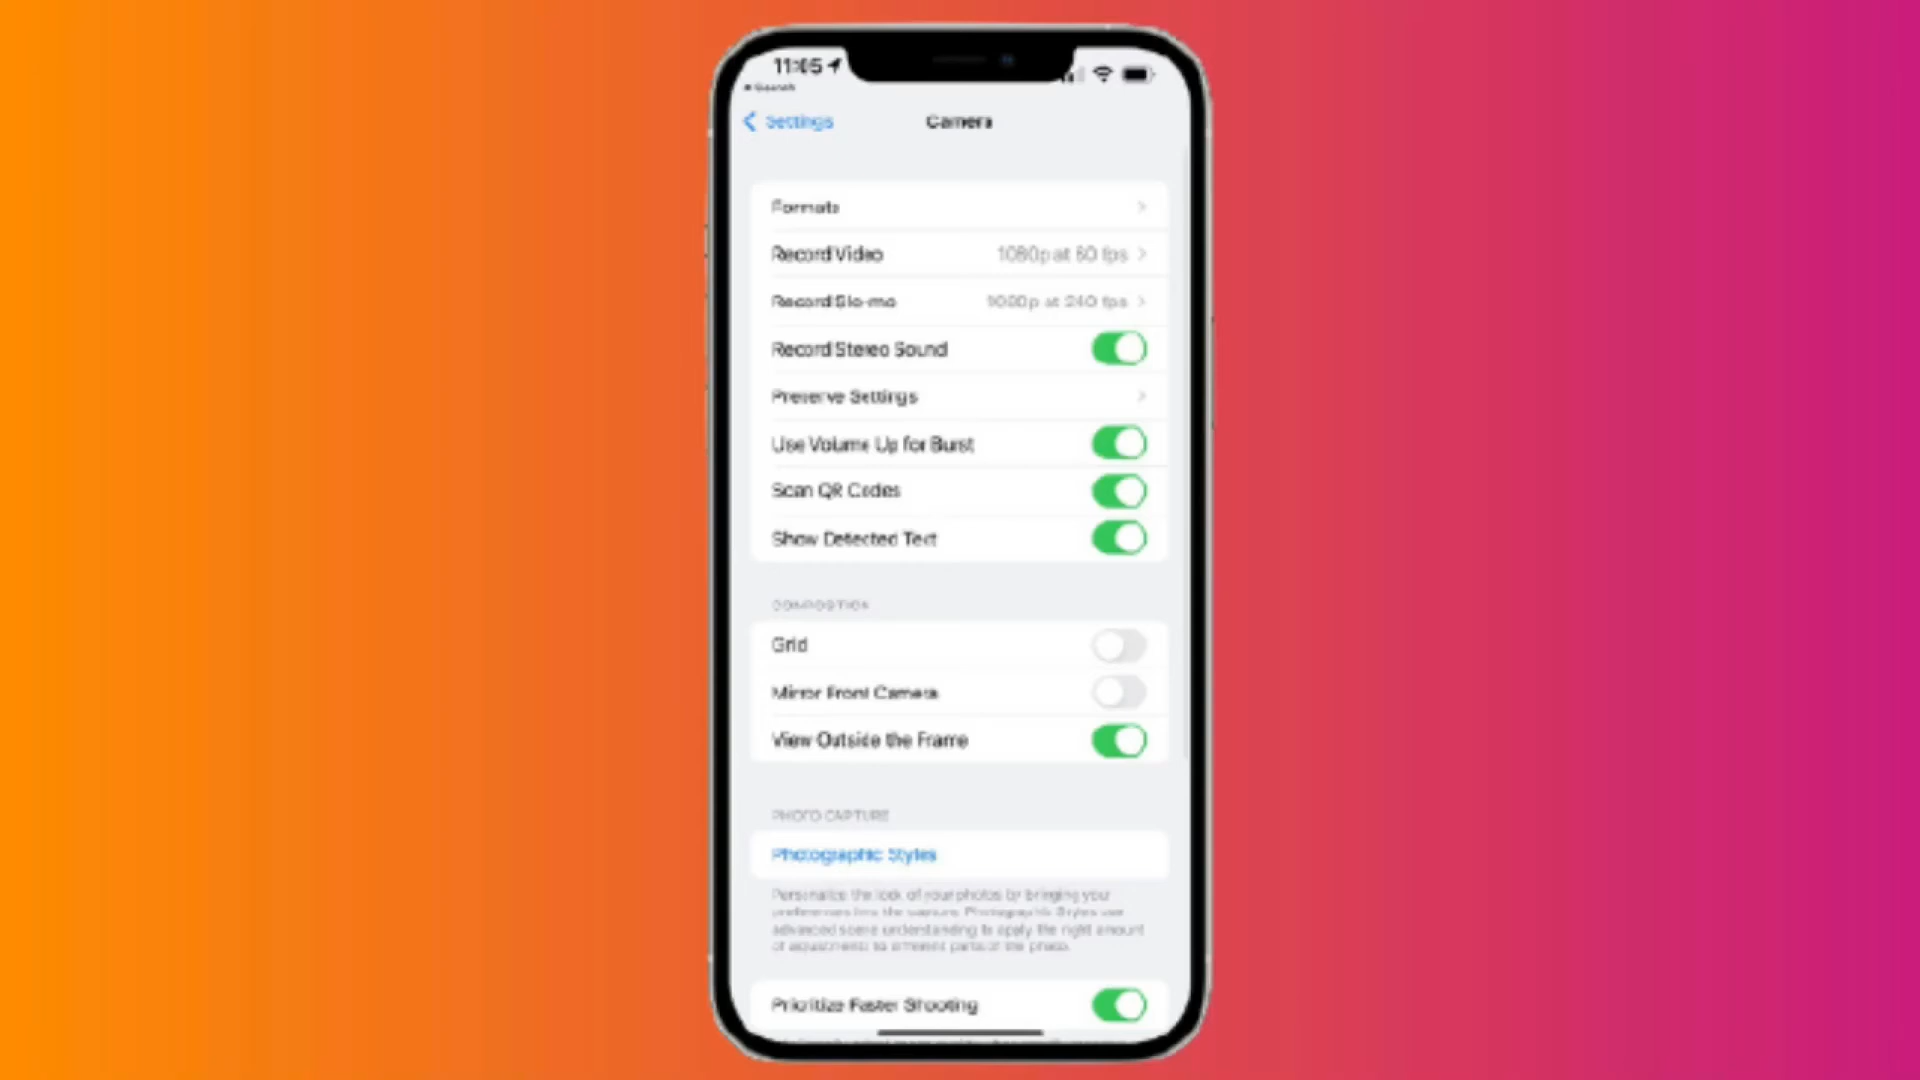 11:05
Search
Settings
Camera
Formats
Record Video 1080p at 60 fps
Record Slo-mo 1080p at 240 fps
Record Stereo Sound
Preserve Settings
Use Volume Up for Burst
Scan QR Codes
Show Detected Text
COMPOSITION
Grid
Mirror Front Camera
View Outside the Frame
PHOTO CAPTURE
Photographic Styles
Personalize the look of your photos by bringing your
preferences into the capture. Photographic Styles use
advanced scene understanding to apply the right amount
of adjustments to different parts of the photo.
Prioritize Faster Shooting